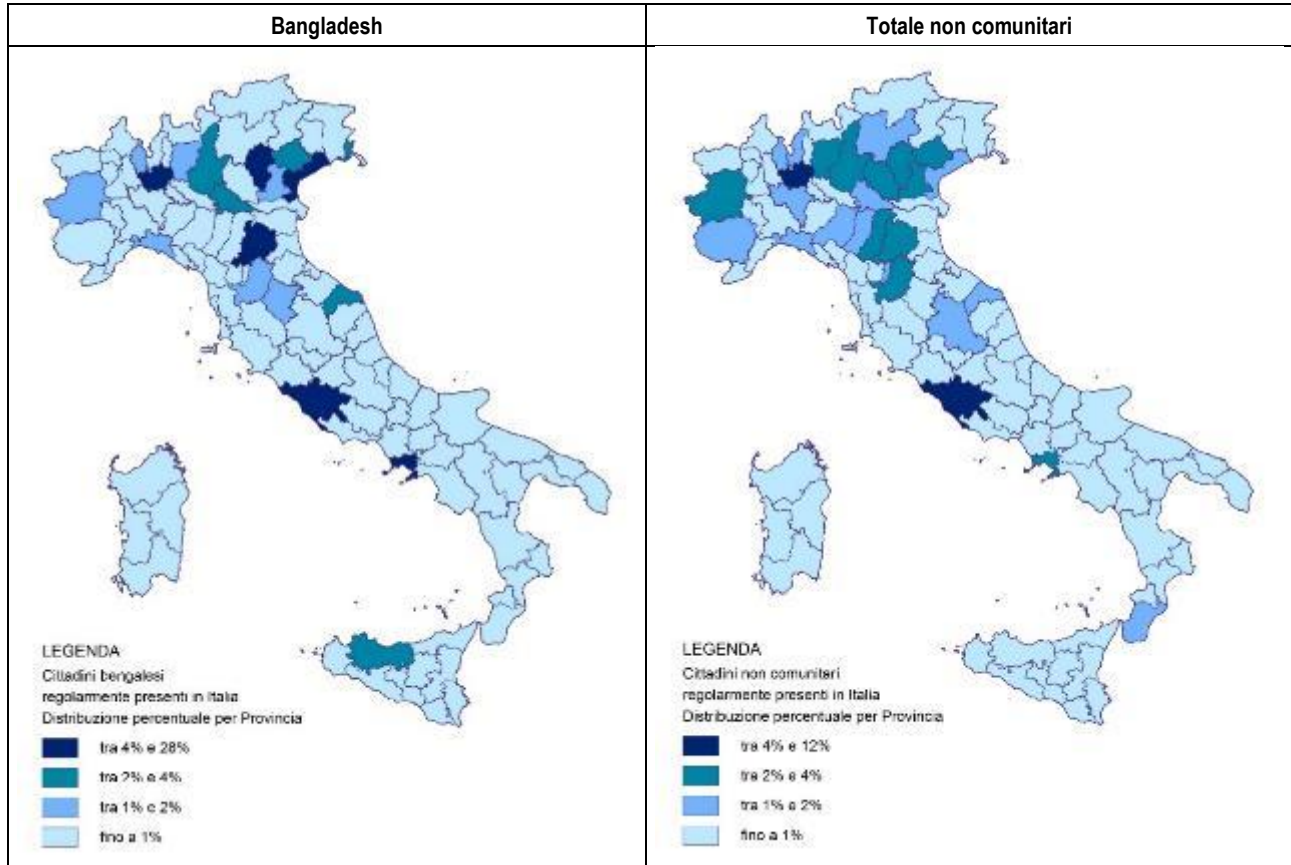 Bangladesh
Totale non comunitari
LEGENDA
Cittadini bengalesi
regolarmente presenti in Italia
Distribuzione percentuale per Provincia
tra 4% e 28%
tra 2% e 4%
tra 1% e 2%
fino a 1%
LEGENDA
Cittadini non comunitari
regolarmente presenti in Italia
Distribuzione percentuale per Provincia
tra 4% e 12%
tra 2% e 4%
tra 1% e 2%
fino a 1%